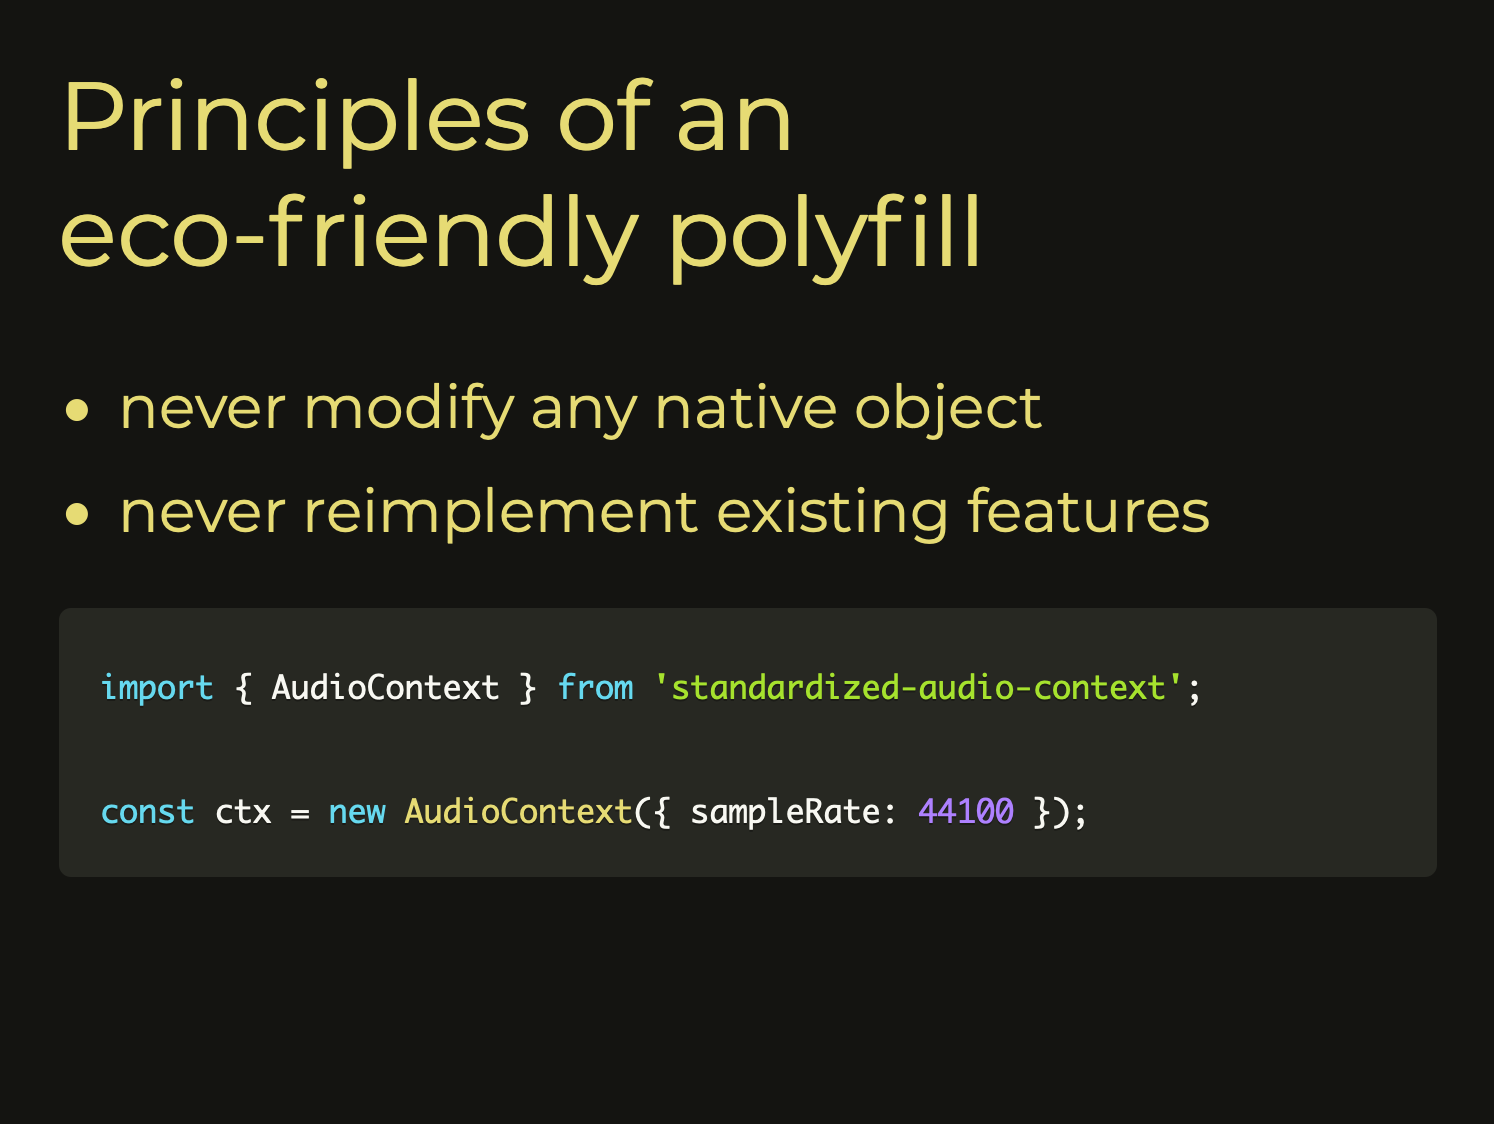 Principles of an
eco-friendly polyfill
• never modify any native object
• never reimplement existing features
import { AudioContext } from 'standardized-audio-context';
const ctx = new AudioContext({ sampleRate: 44100 });